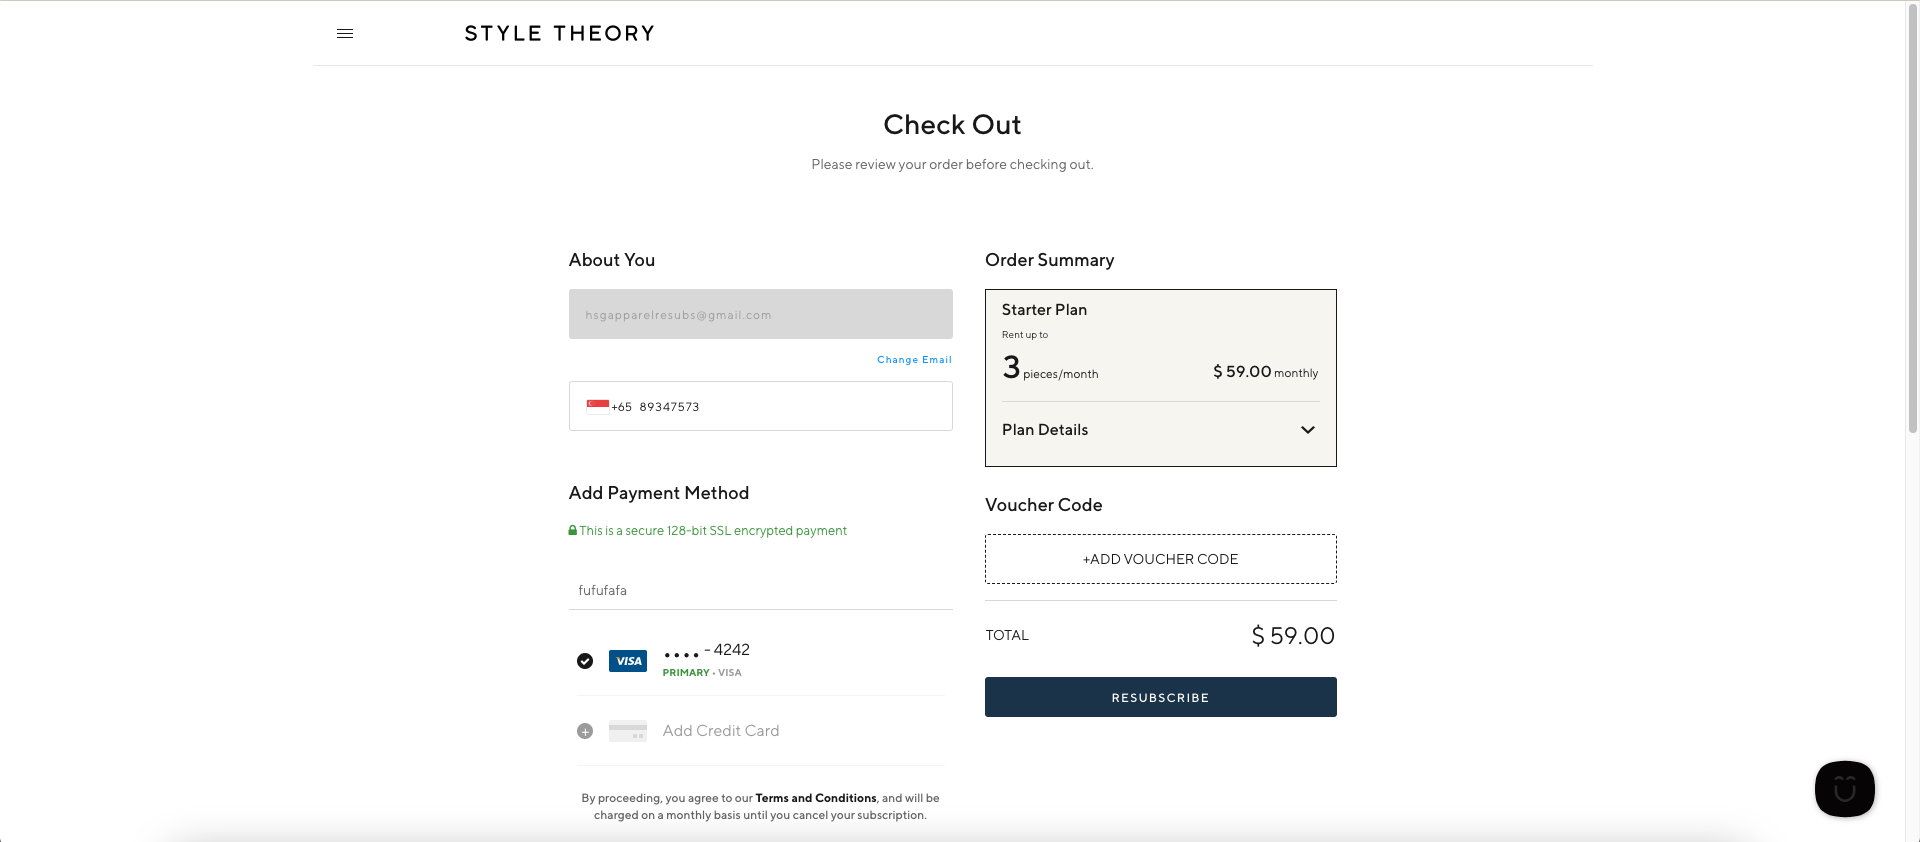 STYLE THEORY
Check Out
Please review your order before checking out.
About You
hsgapparelresubs@gmail.com
Change Email
+65 89347573
Add Payment Method
This is a secure 128-bit SSL encrypted payment
fufufafa
VISA
•••• - 4242
PRIMARY • VISA
Add Credit Card
By proceeding, you agree to our Terms and Conditions, and will be
charged on a monthly basis until you cancel your subscription.
Order Summary
Starter Plan
Rent up to
3 pieces/month
$ 59.00 monthly
Plan Details
Voucher Code
+ADD VOUCHER CODE
TOTAL
$ 59.00
RESUBSCRIBE